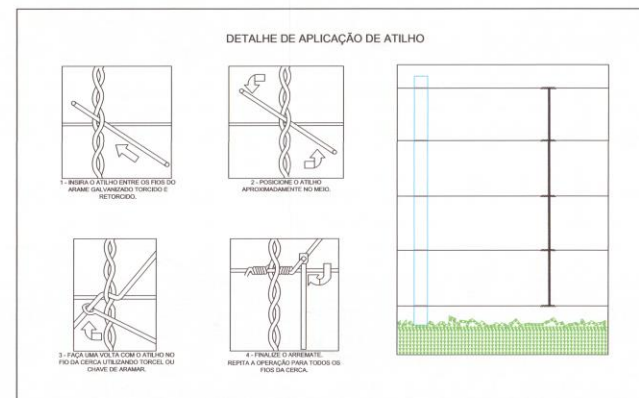 DETALHE DE APLICAÇÃO DE ATILHO
1 - INSIRA O ATILHO ENTRE OS FIOS DO
ARAME GALVANIZADO TORCIDO E
RETORCIDO.
2 - POSICIONE O ATILHO
APROXIMADAMENTE NO MEIO.
3 - FAÇA UMA VOLTA COM O ATILHO NO
FIO DA CERCA UTILIZANDO TORCEL OU
CHAVE DE ARAMAR.
4 - FINALIZE O ARREMATE.
REPITA A OPERAÇÃO PARA TODOS OS
FIOS DA CERCA.